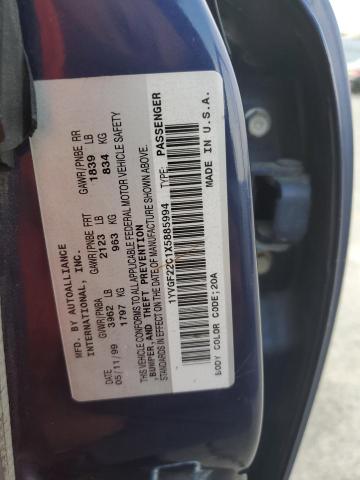 MFD. BY AUTOALLIANCE
INTERNATIONAL, INC.
GVWR/PNBV
3962 LB
1797 KG
GAWR/PNBE FRT
2123 LB
963 KG
GAWR/PNBE RR
1839 LB
834 KG
DATE
05/11/99
THIS VEHICLE CONFORMS TO ALL APPLICABLE FEDERAL MOTOR VEHICLE SAFETY
STANDARDS IN EFFECT ON THE DATE OF MANUFACTURE SHOWN ABOVE.
, BUMPER, AND THEFT PREVENTION
1YVGF22C1X5885994
TYPE: PASSENGER
BODY COLOR CODE;20A
MADE IN U.S.A.